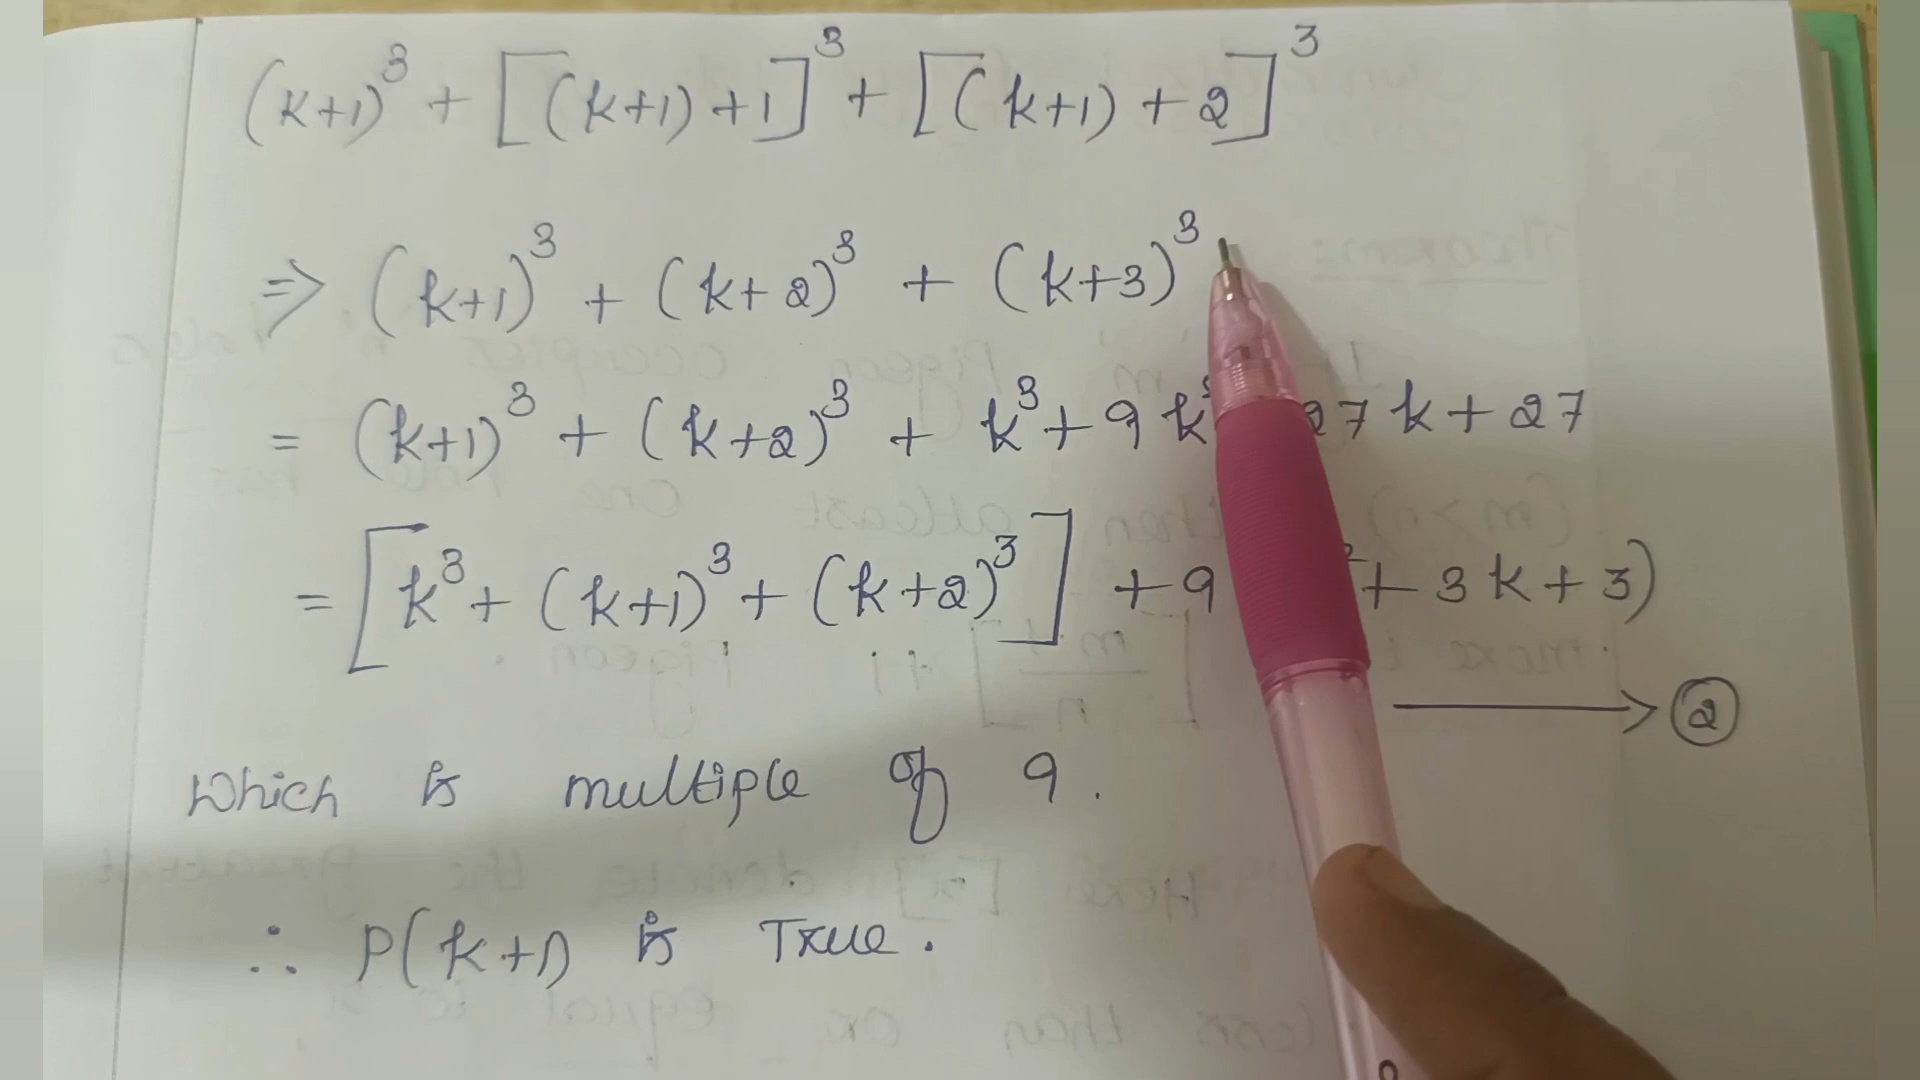 (k+1)³ + [(k+1)+1]³ + [(k+1)+2]³
⇒ (k+1)³ + (k+2)³ + (k+3)³
= (k+1)³ + (k+2)³ + k³ + 9k 27k + 27
= [k³ + (k+1)³ + (k+2)³] + 9 ² + 3k + 3)
→ ②
Which is multiple of 9.
∴ P(k+1) is True.